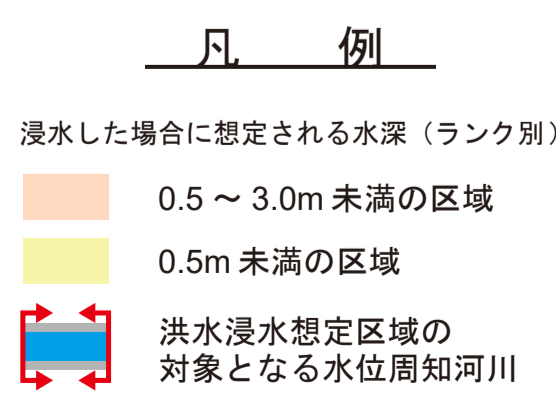 凡　例
浸水した場合に想定される水深（ランク別）
0.5 ～ 3.0m 未満の区域
0.5m 未満の区域
洪水浸水想定区域の
対象となる水位周知河川